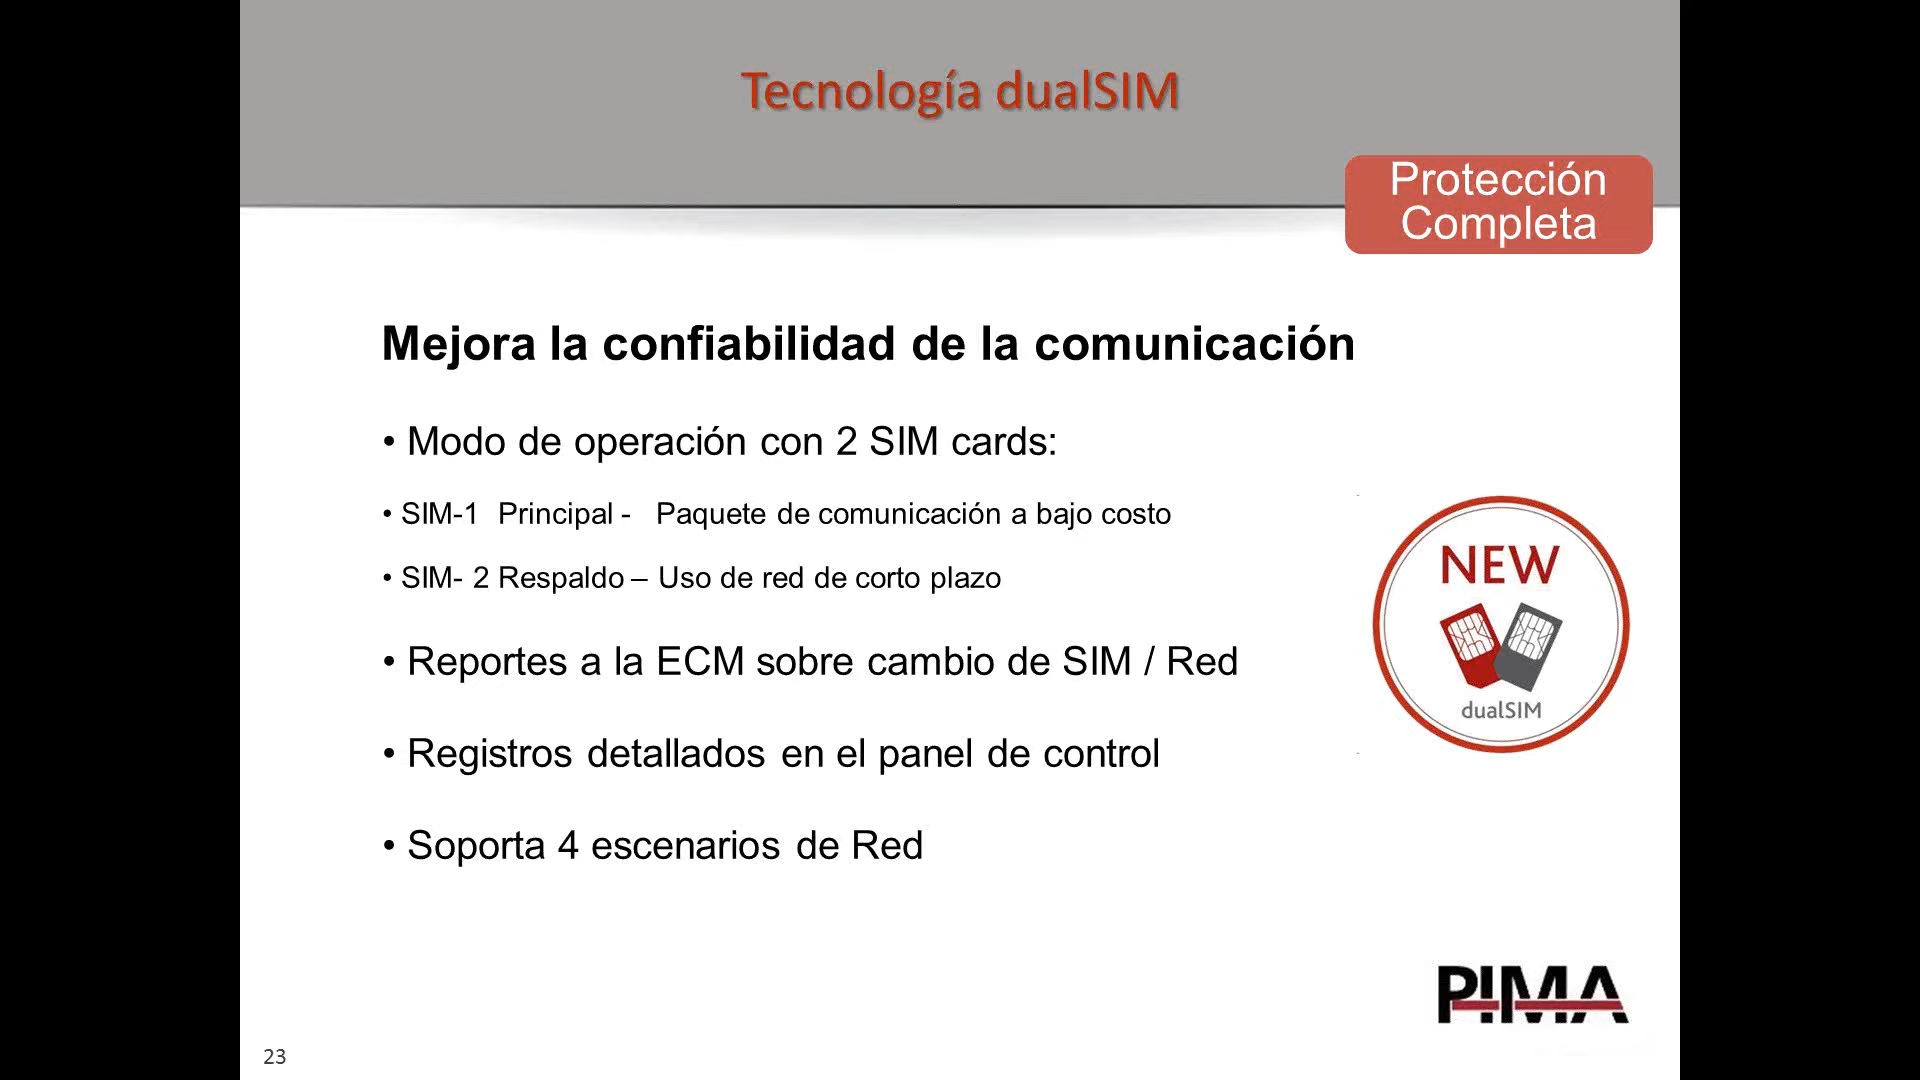 Tecnología dualSIM
Protección
Completa
Mejora la confiabilidad de la comunicación
• Modo de operación con 2 SIM cards:
• SIM-1 Principal - Paquete de comunicación a bajo costo
• SIM- 2 Respaldo – Uso de red de corto plazo
• Reportes a la ECM sobre cambio de SIM / Red
• Registros detallados en el panel de control
• Soporta 4 escenarios de Red
NEW
dualSIM
PIMA
23